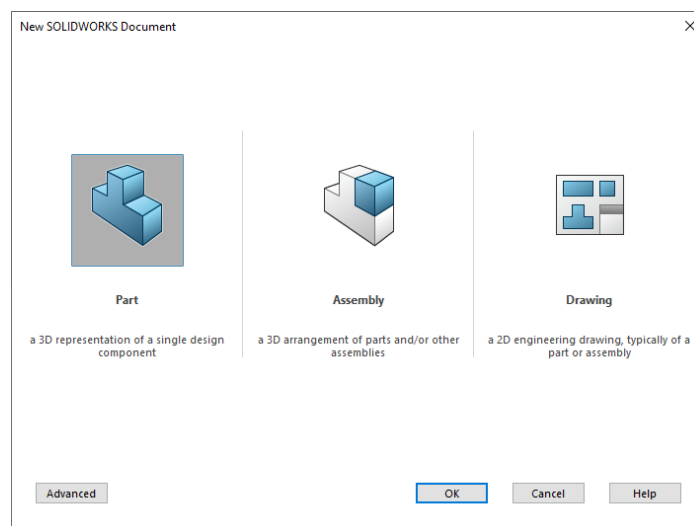 New SOLIDWORKS Document
Part
a 3D representation of a single design
component
Assembly
a 3D arrangement of parts and/or other
assemblies
Drawing
a 2D engineering drawing, typically of a
part or assembly
Advanced
OK
Cancel
Help